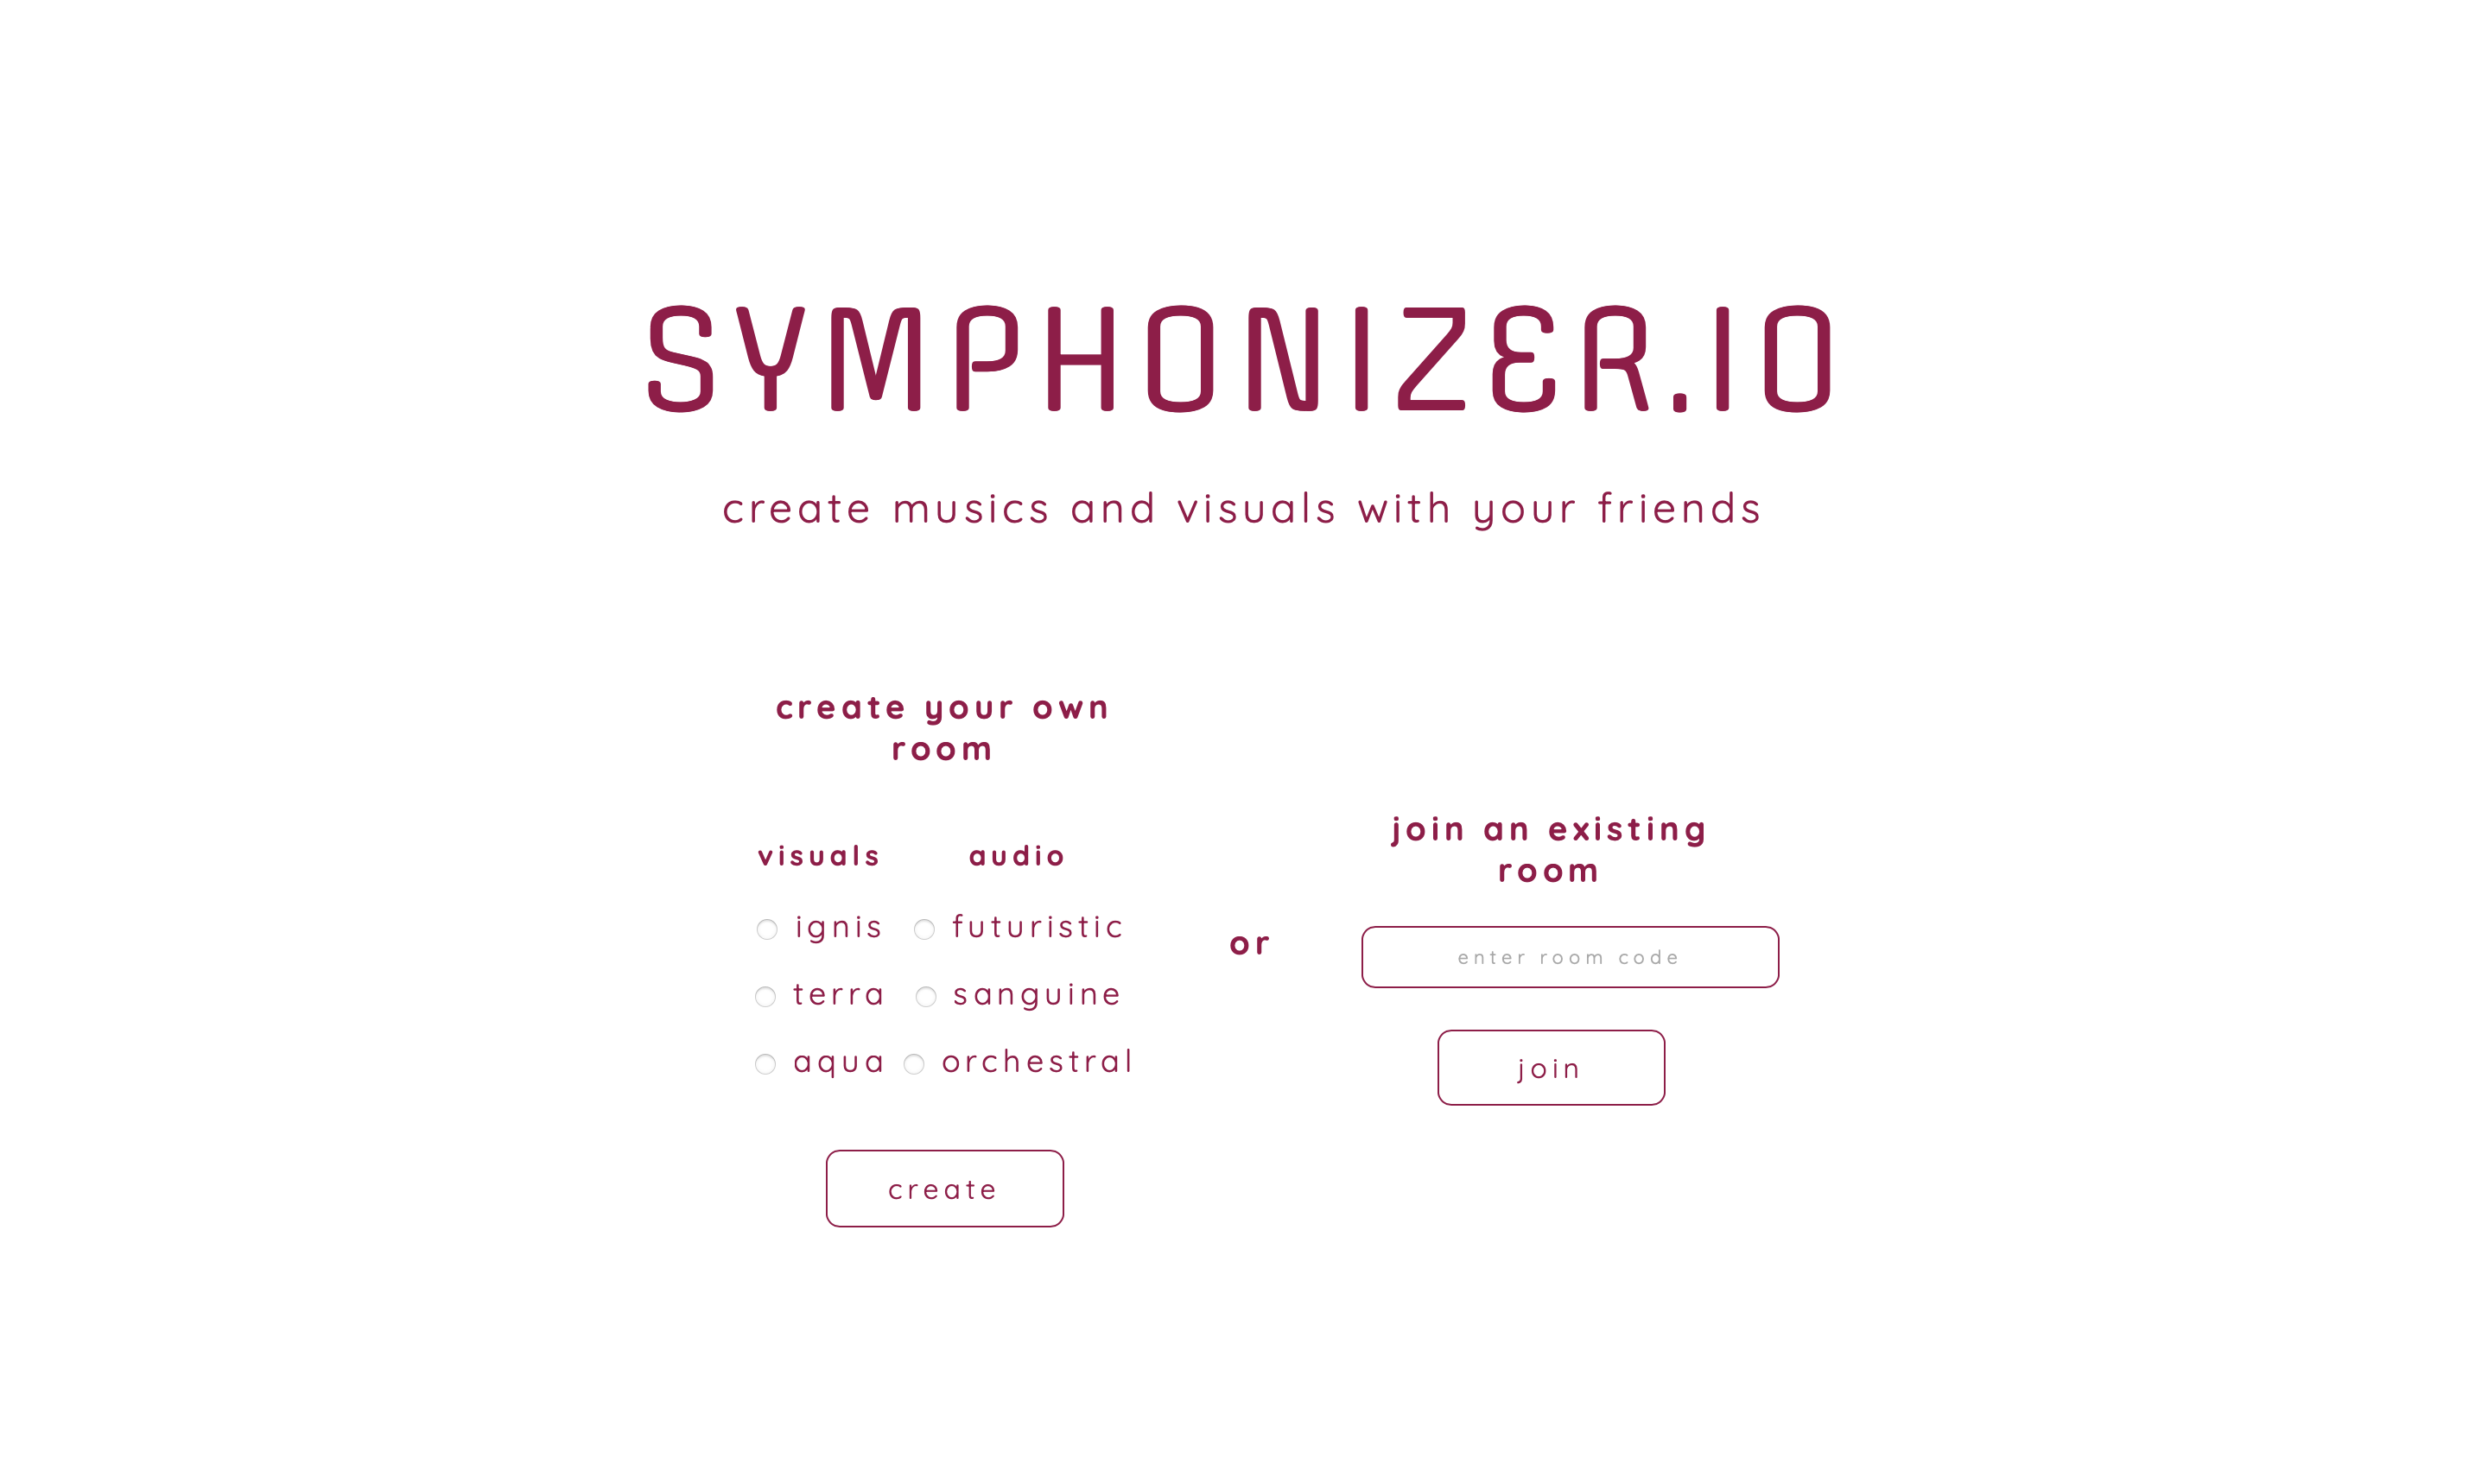 SYMPHONIZER.IO
create musics and visuals with your friends
create your own
room
visuals
audio
ignis
futuristic
terra
sanguine
aqua
orchestral
create
or
join an existing
room
enter room code
join